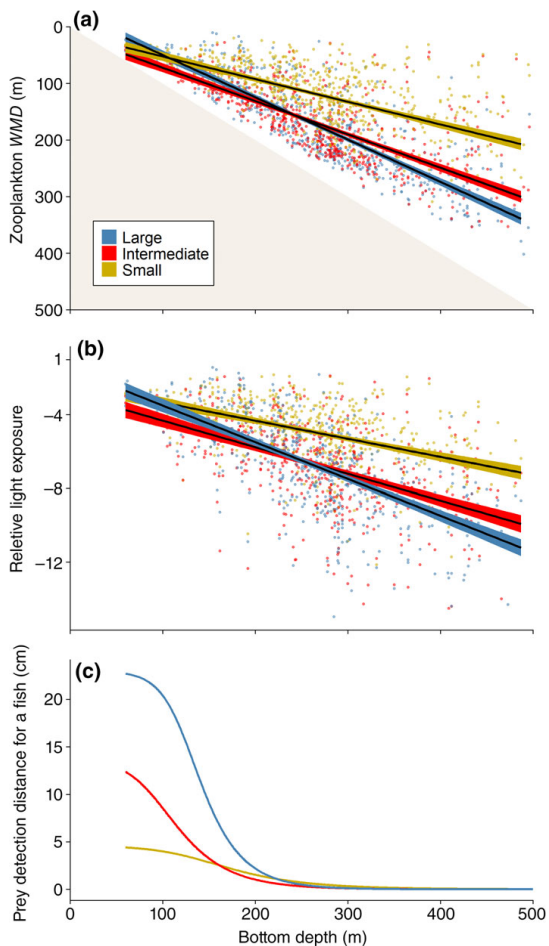 (a)
Zooplankton WMD (m)
0
100
200
300
400
500
Large
Intermediate
Small
(b)
Reletive light exposure
1
−4
−8
−12
(c)
Prey detection distance for a fish (cm)
20
15
10
5
0
0
100
200
300
400
500
Bottom depth (m)